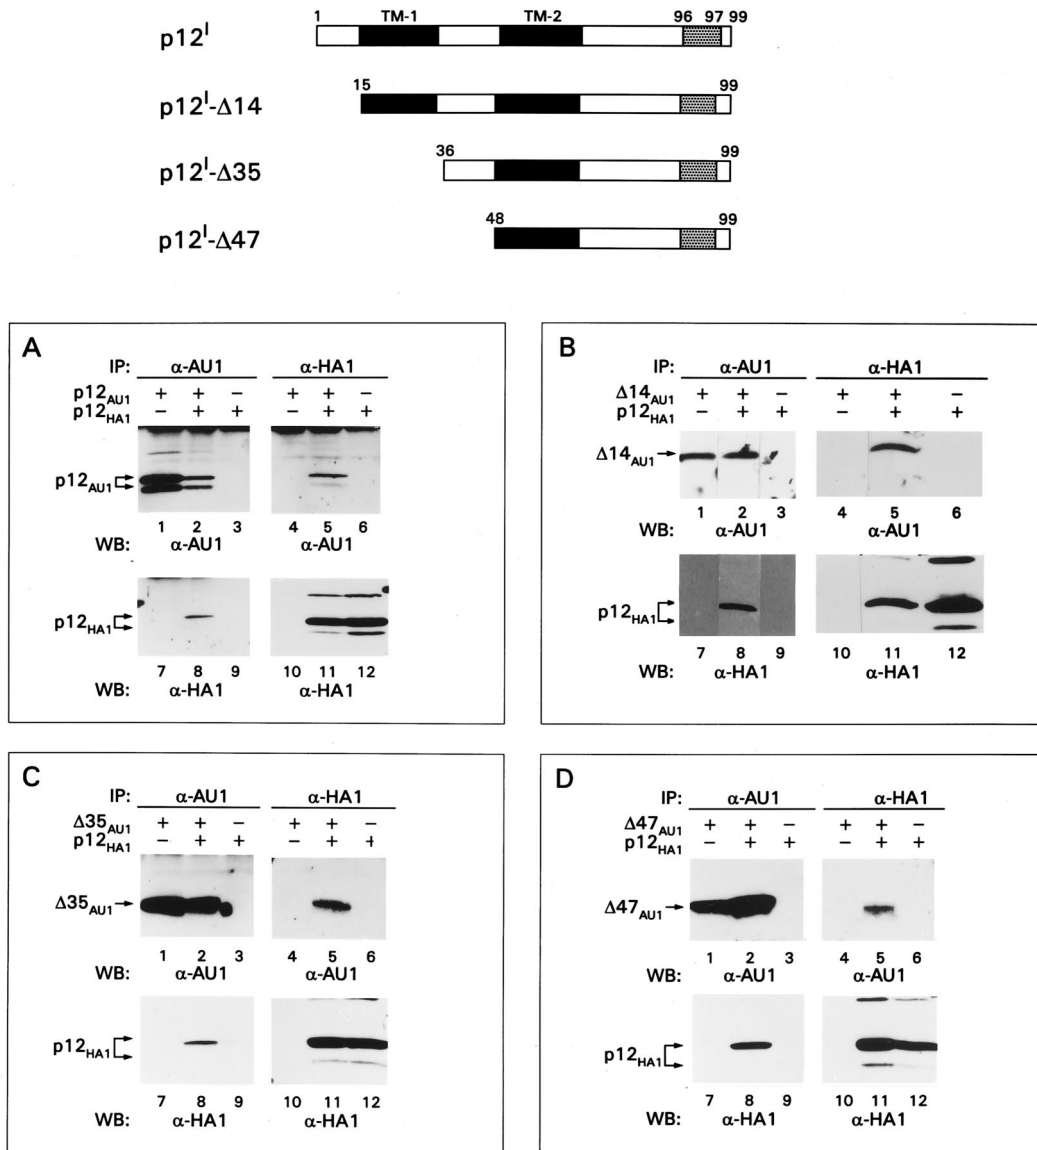 1 TM-1 TM-2 96 97 99
p12ᴵ
15 99
p12ᴵ-Δ14
36 99
p12ᴵ-Δ35
48 99
p12ᴵ-Δ47
A
IP: α-AU1 α-HA1
p12AU1 + + – + + –
p12HA1 – + + – + +
p12AU1
1 2 3 4 5 6
WB: α-AU1 α-AU1
p12HA1
7 8 9 10 11 12
WB: α-HA1 α-HA1
B
IP: α-AU1 α-HA1
Δ14AU1 + + – + + –
p12HA1 – + + – + +
Δ14AU1
1 2 3 4 5 6
WB: α-AU1 α-AU1
p12HA1
7 8 9 10 11 12
WB: α-HA1 α-HA1
C
IP: α-AU1 α-HA1
Δ35AU1 + + – + + –
p12HA1 – + + – + +
Δ35AU1
1 2 3 4 5 6
WB: α-AU1 α-AU1
p12HA1
7 8 9 10 11 12
WB: α-HA1 α-HA1
D
IP: α-AU1 α-HA1
Δ47AU1 + + – + + –
p12HA1 – + + – + +
Δ47AU1
1 2 3 4 5 6
WB: α-AU1 α-AU1
p12HA1
7 8 9 10 11 12
WB: α-HA1 α-HA1